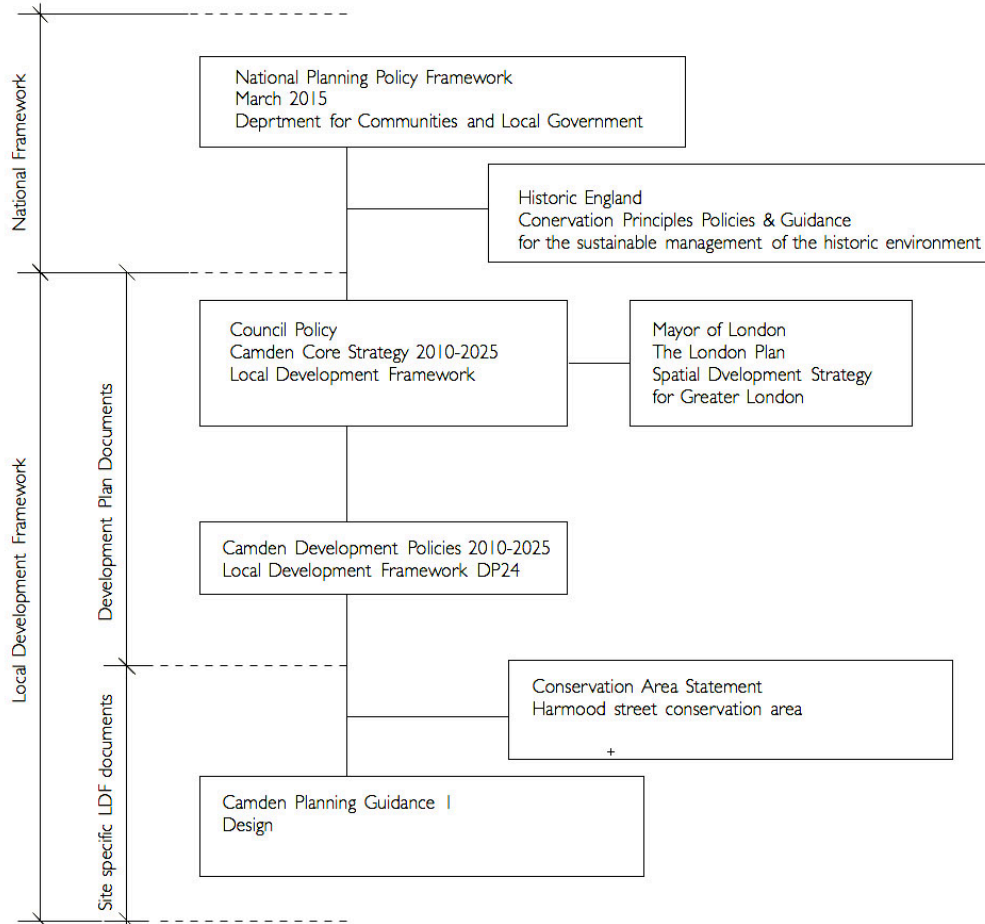 National Framework
National Planning Policy Framework
March 2015
Deprtment for Communities and Local Government
Historic England
Conervation Principles Policies & Guidance
for the sustainable management of the historic environment
Local Development Framework
Development Plan Documents
Council Policy
Camden Core Strategy 2010-2025
Local Development Framework
Mayor of London
The London Plan
Spatial Dvelopment Strategy
for Greater London
Camden Development Policies 2010-2025
Local Development Framework DP24
Site specific LDF documents
Conservation Area Statement
Harmood street conservation area
+
Camden Planning Guidance 1
Design